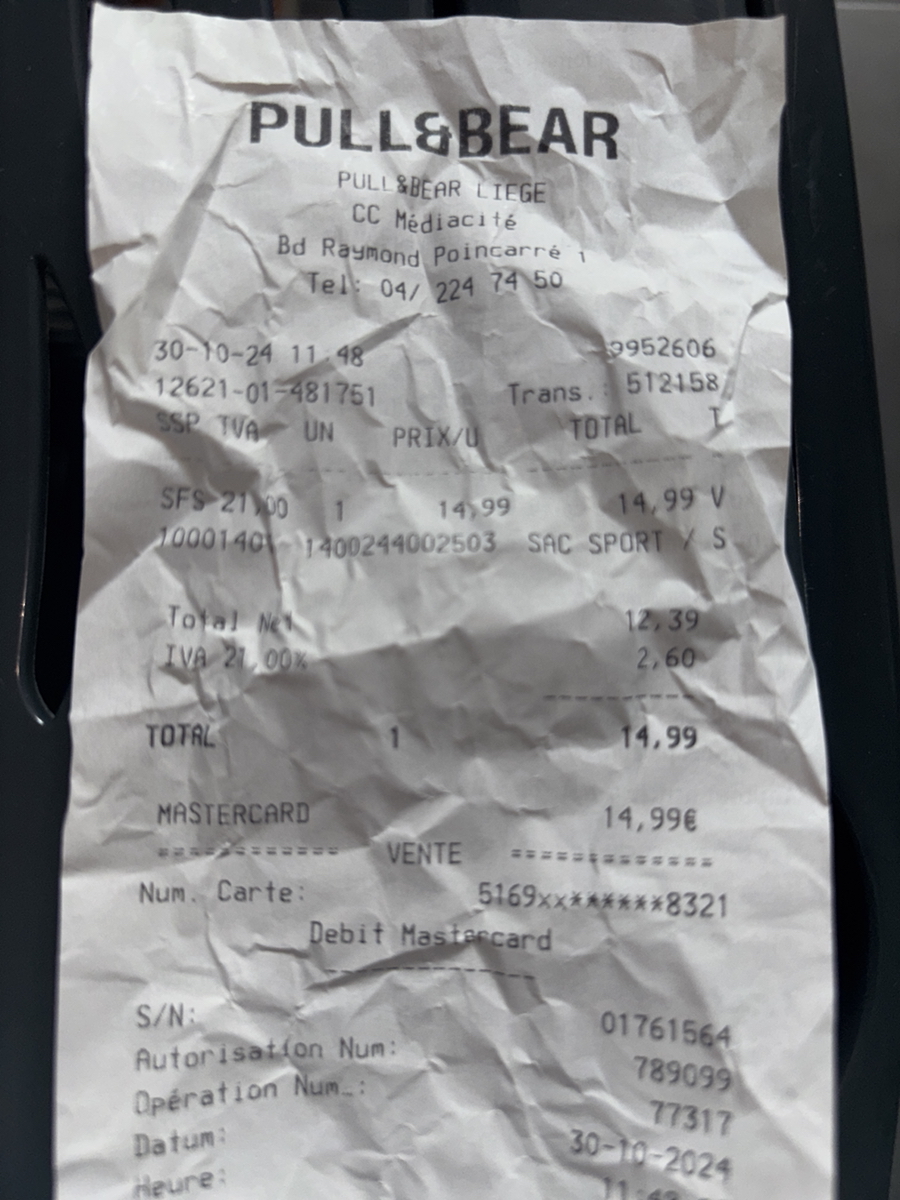 PULL&BEAR
PULL&BEAR LIEGE
CC Médiacité
Bd Raymond Poincarré 1
Tel: 04/ 224 74 50
30-10-24 11:48 9952606
12621-01-481751 Trans.: 512158
SSP TVA UN PRIX/U TOTAL T
SFS 21,00 1 14,99 14,99 V
1400244002503 SAC SPORT / S
Total Net 12,39
IVA 21,00% 2,60
TOTAL 1 14,99
MASTERCARD 14,99€
============ VENTE =============
Num. Carte: 5169xx******8321
Debit Mastercard
S/N: 01761564
Autorisation Num: 789099
Opération Num.: 77317
Datum: 30-10-2024
Heure: